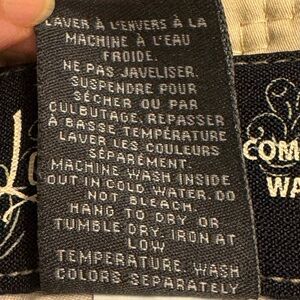 LAVER À L'ENVERS À LA
MACHINE À L'EAU
FROIDE.
NE PAS JAVELISER.
SUSPENDRE POUR
SÉCHER OU PAR
CULBUTAGE. REPASSER
À BASSE TEMPÉRATURE
LAVER LES COULEURS
SÉPARÉMENT.
MACHINE WASH INSIDE
OUT IN COLD WATER. DO
NOT BLEACH.
HANG TO DRY OR
TUMBLE DRY. IRON AT
LOW
TEMPERATURE. WASH
COLORS SEPARATELY
COM
WA